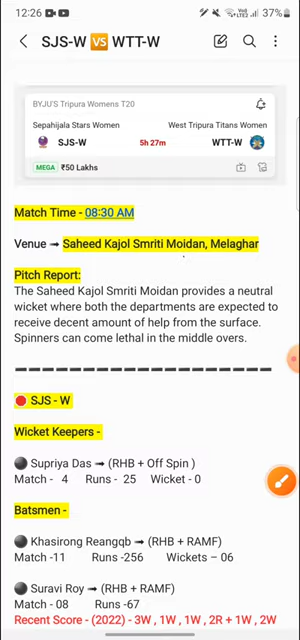 12:26
37%
SJS-W VS WTT-W
BYJU'S Tripura Womens T20
Sepahijala Stars Women West Tripura Titans Women
SJS-W 5h 27m WTT-W
MEGA ₹50 Lakhs
Match Time - 08:30 AM
Venue ➞ Saheed Kajol Smriti Moidan, Melaghar
Pitch Report:
The Saheed Kajol Smriti Moidan provides a neutral
wicket where both the departments are expected to
receive decent amount of help from the surface.
Spinners can come lethal in the middle overs.
SJS - W
Wicket Keepers -
Supriya Das ➞ (RHB + Off Spin )
Match - 4 Runs - 25 Wicket - 0
Batsmen -
Khasirong Reangqb ➞ (RHB + RAMF)
Match -11 Runs -256 Wickets – 06
Suravi Roy ➞ (RHB + RAMF)
Match - 08 Runs -67
Recent Score - (2022) - 3W, 1W, 1W, 2R + 1W, 2W